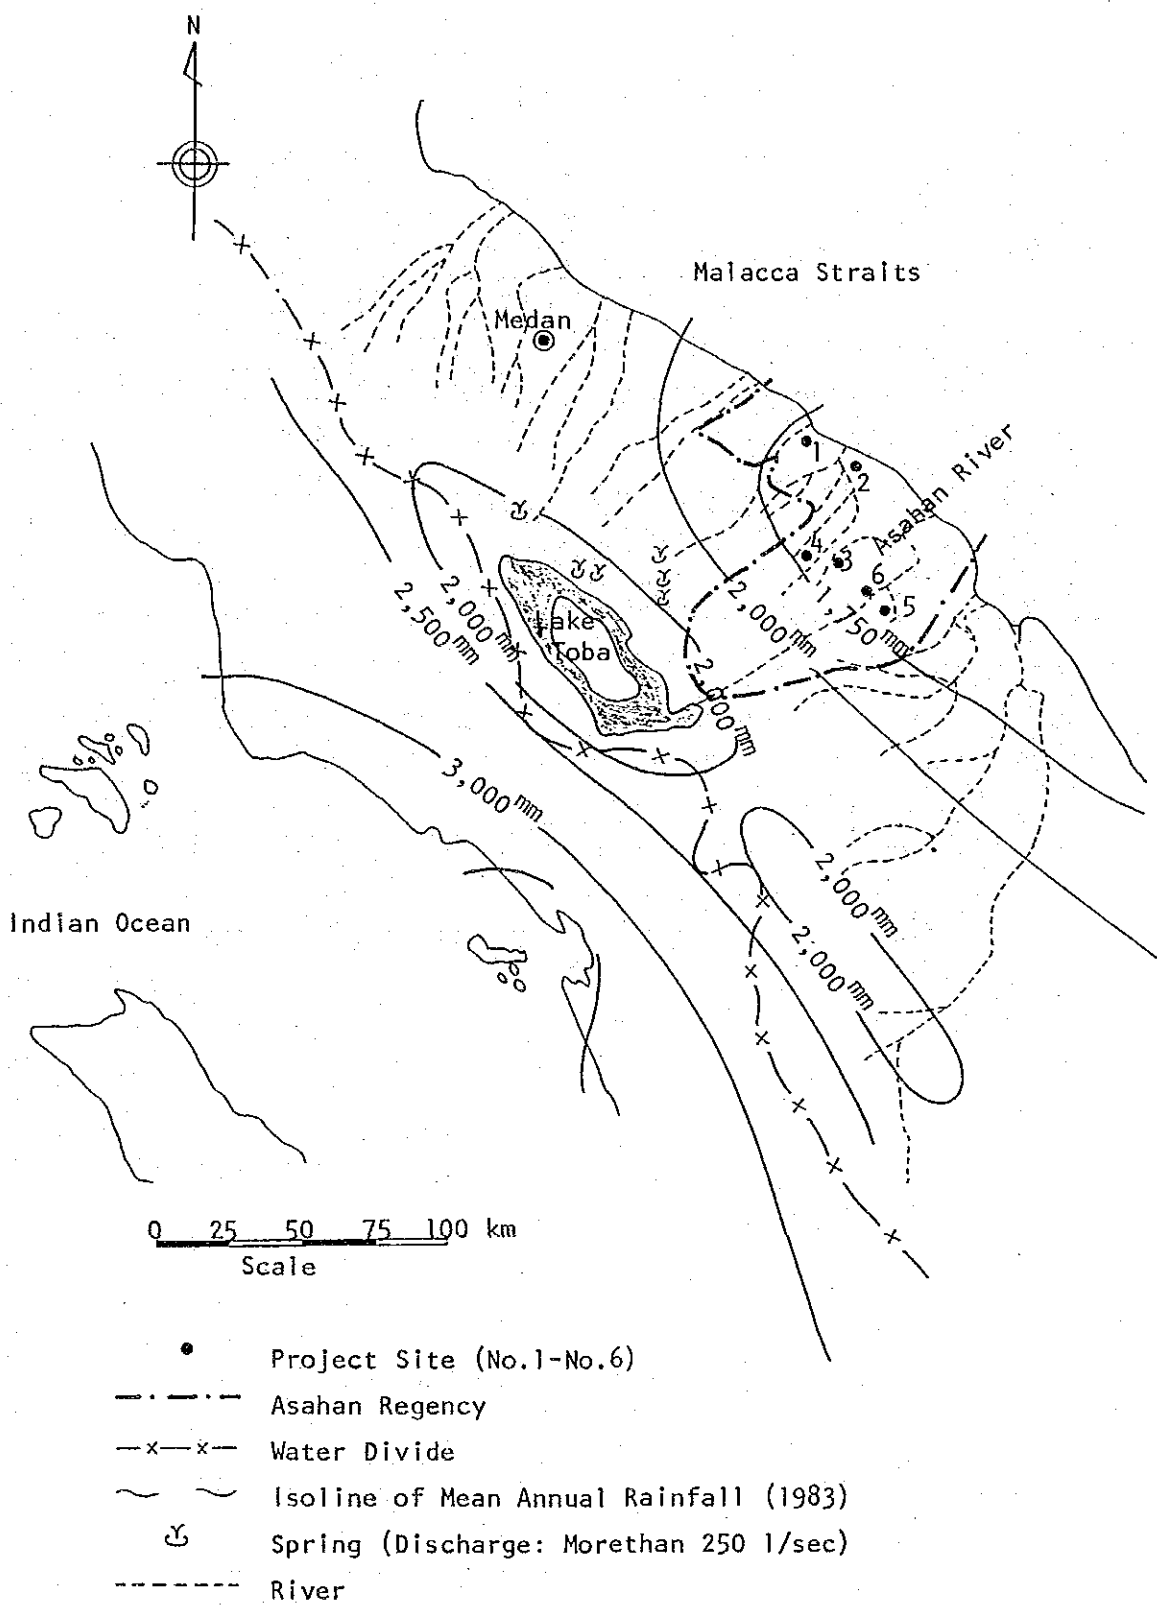 N
Malacca Straits
Medan
1
2
Asahan River
4
3
6
5
2,000mm
1,750mm
2,000mm
2,500mm
Lake
Toba
2,000mm
3,000mm
2,000mm
2,000mm
Indian Ocean
0 25 50 75 100 km
Scale
Project Site (No.1-No.6)
Asahan Regency
Water Divide
Isoline of Mean Annual Rainfall (1983)
Spring (Discharge: Morethan 250 l/sec)
River